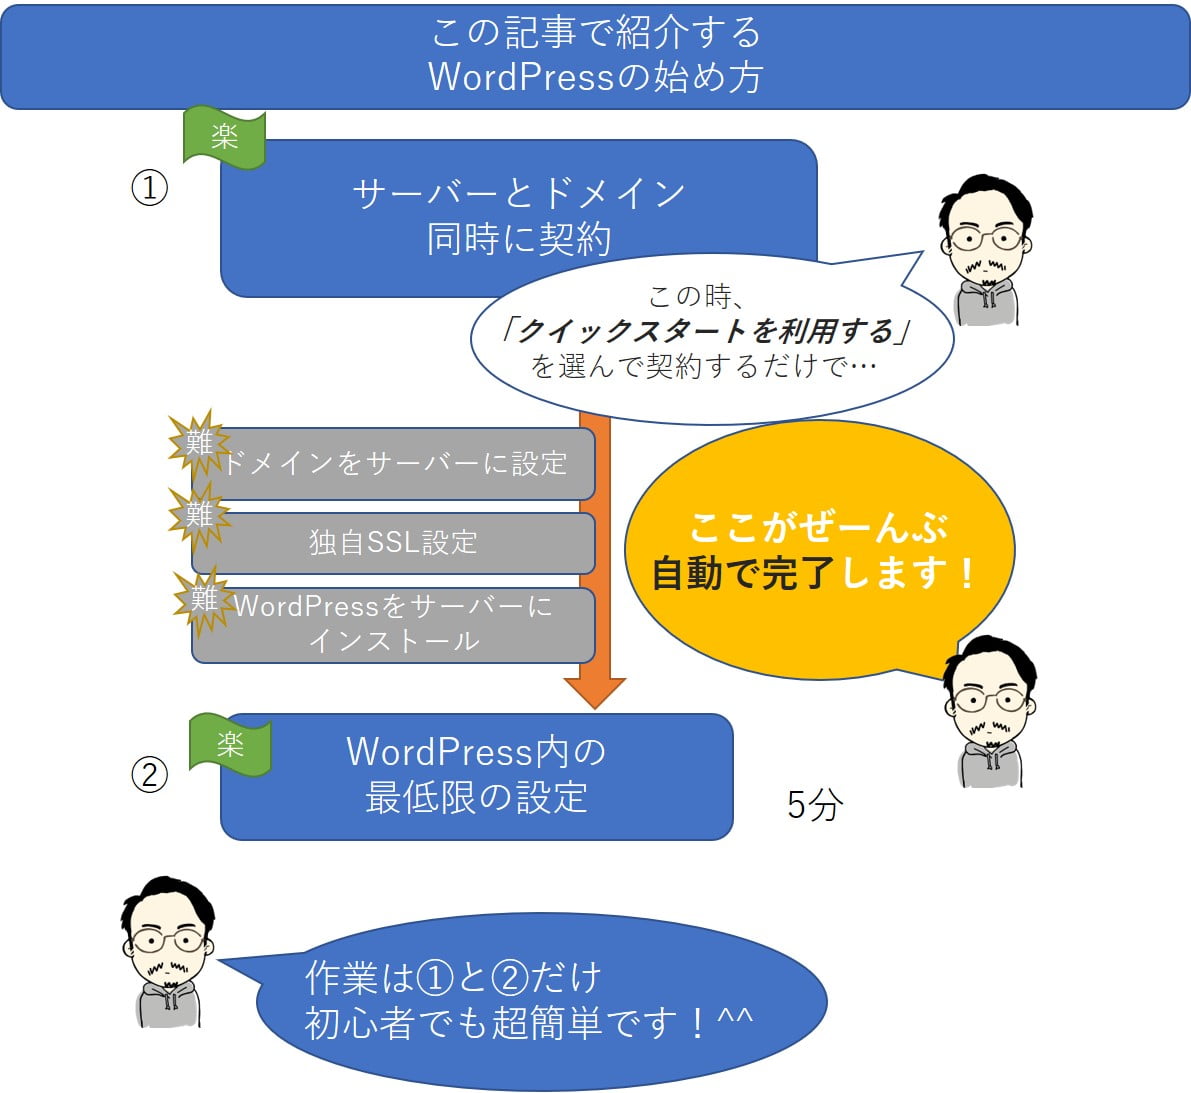 この記事で紹介する
WordPressの始め方
楽
①
サーバーとドメイン
同時に契約
この時、
「クイックスタートを利用する」
を選んで契約するだけで…
難
ドメインをサーバーに設定
難
独自SSL設定
難
WordPressをサーバーに
インストール
ここがぜーんぶ
自動で完了します！
楽
②
WordPress内の
最低限の設定
5分
作業は①と②だけ
初心者でも超簡単です！^^